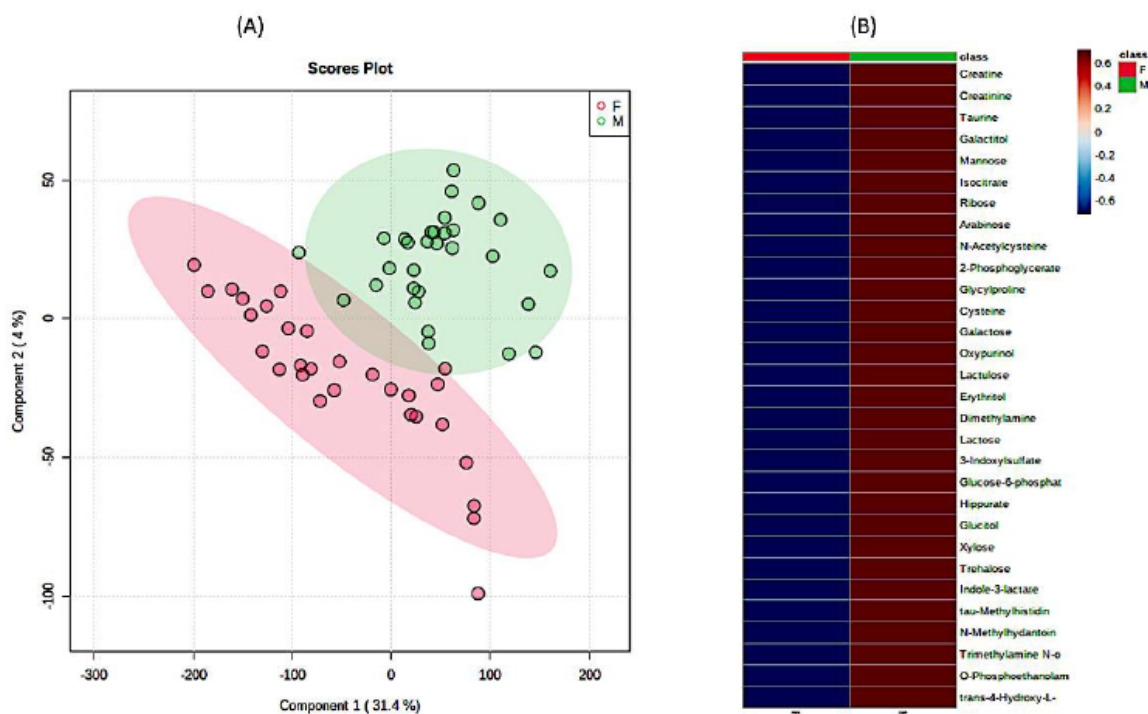 (A)
Scores Plot
F
M
Component 2 ( 4 %)
50
0
-50
-100
-300
-200
-100
0
100
200
Component 1 ( 31.4 %)
(B)
class
Creatine
Creatinine
Taurine
Galactitol
Mannose
Isocitrate
Ribose
Arabinose
N-Acetylcysteine
2-Phosphoglycerate
Glycylproline
Cysteine
Galactose
Oxypurinol
Lactulose
Erythritol
Dimethylamine
Lactose
3-Indoxylsulfate
Glucose-6-phosphat
Hippurate
Glucitol
Xylose
Trehalose
Indole-3-lactate
tau-Methylhistidin
N-Methylhydantoin
Trimethylamine N-o
O-Phosphoethanolam
trans-4-Hydroxy-L-
0.6
0.4
0.2
0
-0.2
-0.4
-0.6
class
F
M